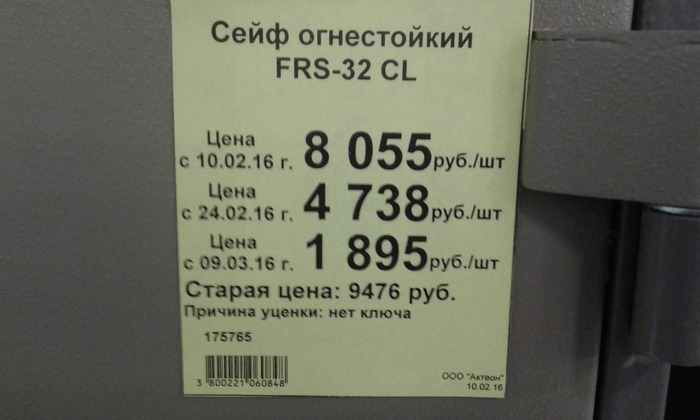 Сейф огнестойкий
FRS-32 CL
Цена
с 10.02.16 г. 8 055 руб./шт
Цена
с 24.02.16 г. 4 738 руб./шт
Цена
с 09.03.16 г. 1 895 руб./шт
Старая цена: 9476 руб.
Причина уценки: нет ключа
175765
3 800221 060848
ООО "Актеон"
10.02.16